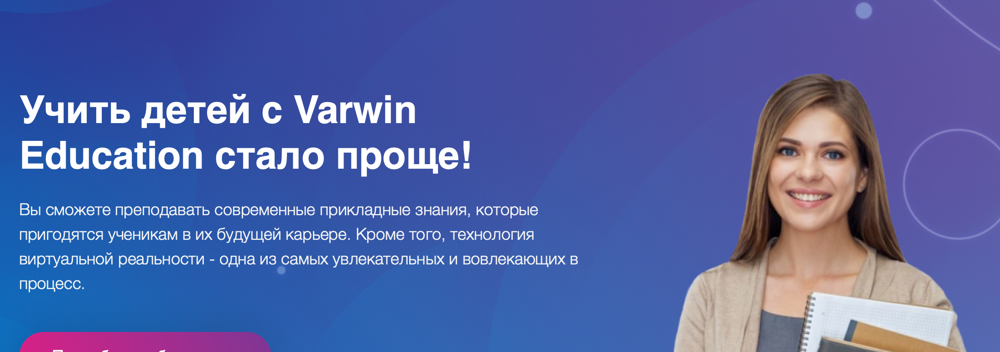 Учить детей с Varwin
Education стало проще!
Вы сможете преподавать современные прикладные знания, которые
пригодятся ученикам в их будущей карьере. Кроме того, технология
виртуальной реальности - одна из самых увлекательных и вовлекающих в
процесс.